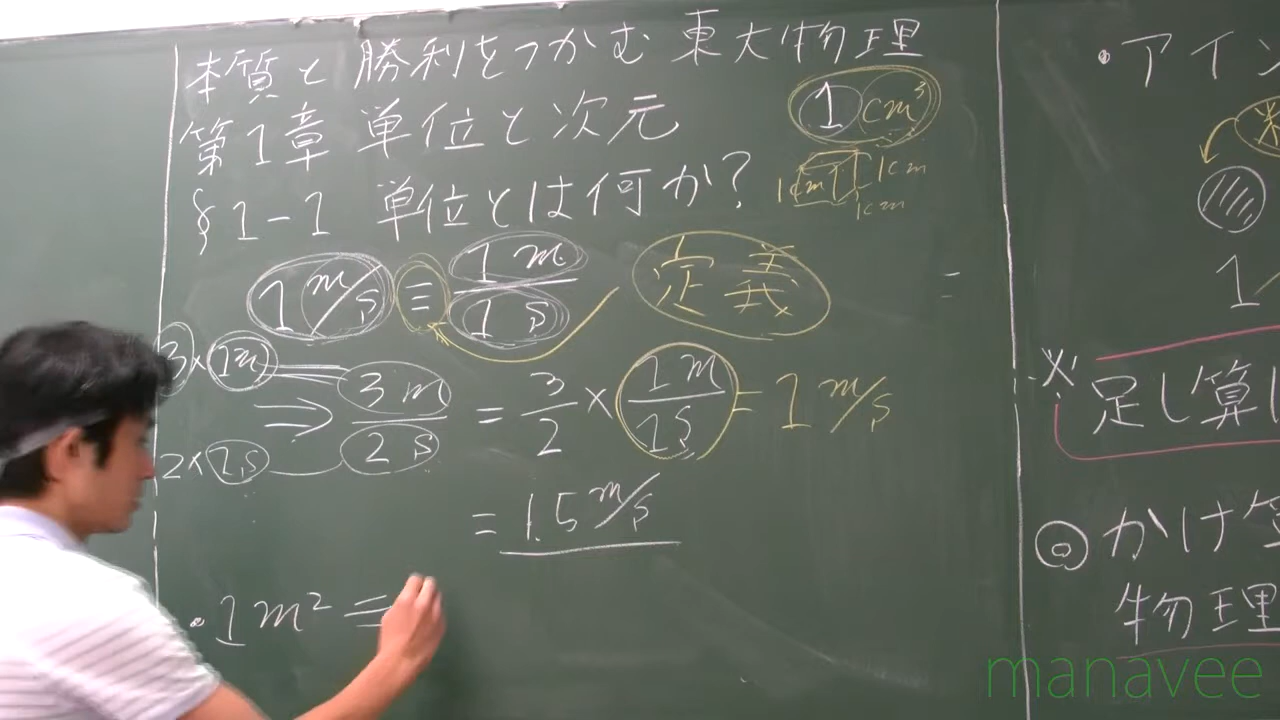 本質と勝利をつかむ東大物理
第1章 単位と次元
§1-1 単位とは何か?
1 cm³
1cm 1cm
1cm
1 m/s ≡ 1m / 1s 定義
3×1m
⇒ 3m / 2s = 3/2 × 1m / 1s = 1 m/s
2×1s
= 1.5 m/s
・1m² =
・アイン
1
※足し算
◎かけ算
物理
manavee